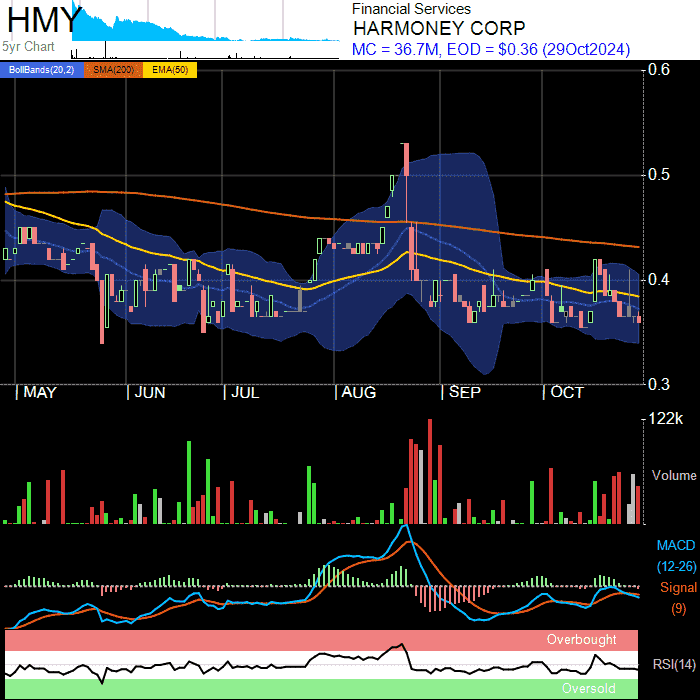 HMY
5yr Chart
Financial Services
HARMONEY CORP
MC = 36.7M, EOD = $0.36 (29Oct2024)
BollBands(20,2) SMA(200) EMA(50)
0.6
0.5
0.4
0.3
MAY JUN JUL AUG SEP OCT
122k
Volume
MACD
(12-26)
Signal
(9)
Overbought
RSI(14)
Oversold